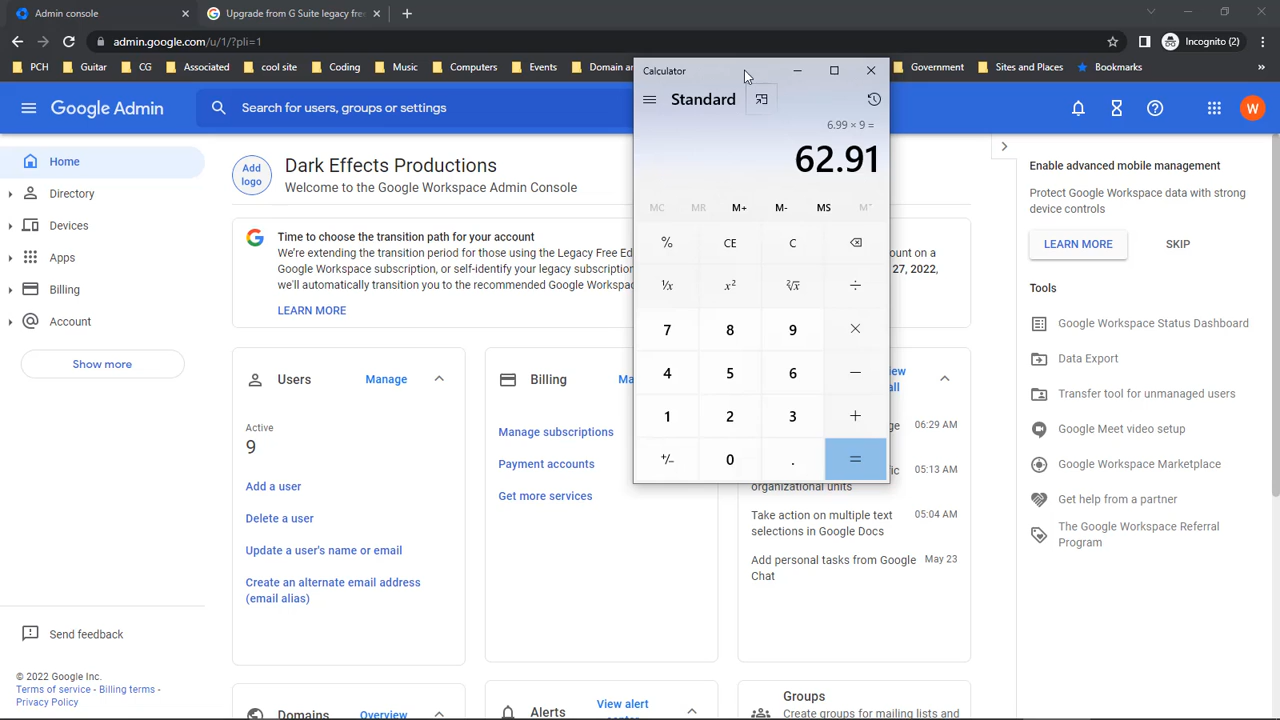 Admin console
Upgrade from G Suite legacy free
admin.google.com/u/1/?pli=1
Incognito (2)
PCH
Guitar
CG
Associated
cool site
Coding
Music
Computers
Events
Domain
Government
Sites and Places
Bookmarks
Google Admin
Search for users, groups or settings
W
Home
Directory
Devices
Apps
Billing
Account
Show more
Send feedback
© 2022 Google Inc.
Terms of service - Billing terms -
Privacy Policy
Add logo
Dark Effects Productions
Welcome to the Google Workspace Admin Console
Time to choose the transition path for your account
We're extending the transition period for those using the Legacy Free
ount on a
Google Workspace subscription, or self-identify your legacy subscription
27, 2022,
we'll automatically transition you to the recommended Google
LEARN MORE
Users
Manage
Active
9
Add a user
Delete a user
Update a user's name or email
Create an alternate email address
(email alias)
Billing
Manage subscriptions
Payment accounts
Get more services
Calculator
Standard
6.99 × 9 =
62.91
MC
MR
M+
M-
MS
M˅
%
CE
C
⌫
¹/x
x²
²√x
÷
7
8
9
×
4
5
6
−
1
2
3
+
+/−
0
.
=
all
06:29 AM
05:13 AM
organizational units
Take action on multiple text
selections in Google Docs
05:04 AM
Add personal tasks from Google
Chat
May 23
Domains
Overview
Alerts
View alert
center
Groups
Create groups for mailing lists and
Enable advanced mobile management
Protect Google Workspace data with strong
device controls
LEARN MORE
SKIP
Tools
Google Workspace Status Dashboard
Data Export
Transfer tool for unmanaged users
Google Meet video setup
Google Workspace Marketplace
Get help from a partner
The Google Workspace Referral
Program